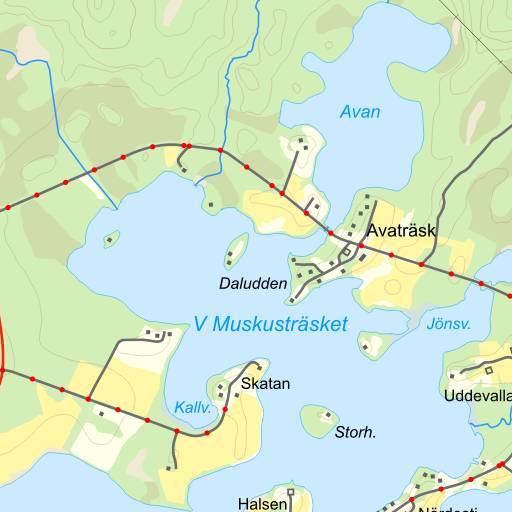 Avan
Avaträsk
Daludden
V Muskusträsket
Jönsv.
Skatan
Uddevalla
Kallv.
Storh.
Halsen